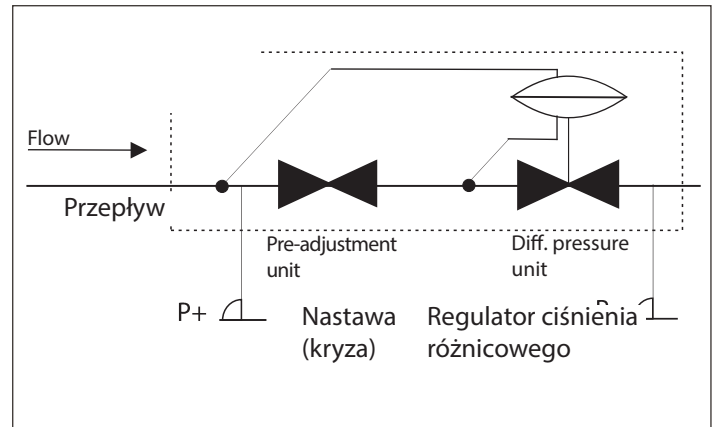 Flow
Przepływ
Pre-adjustment
unit
Diff. pressure
unit
P+
Nastawa
(kryza)
Regulator ciśnienia
różnicowego